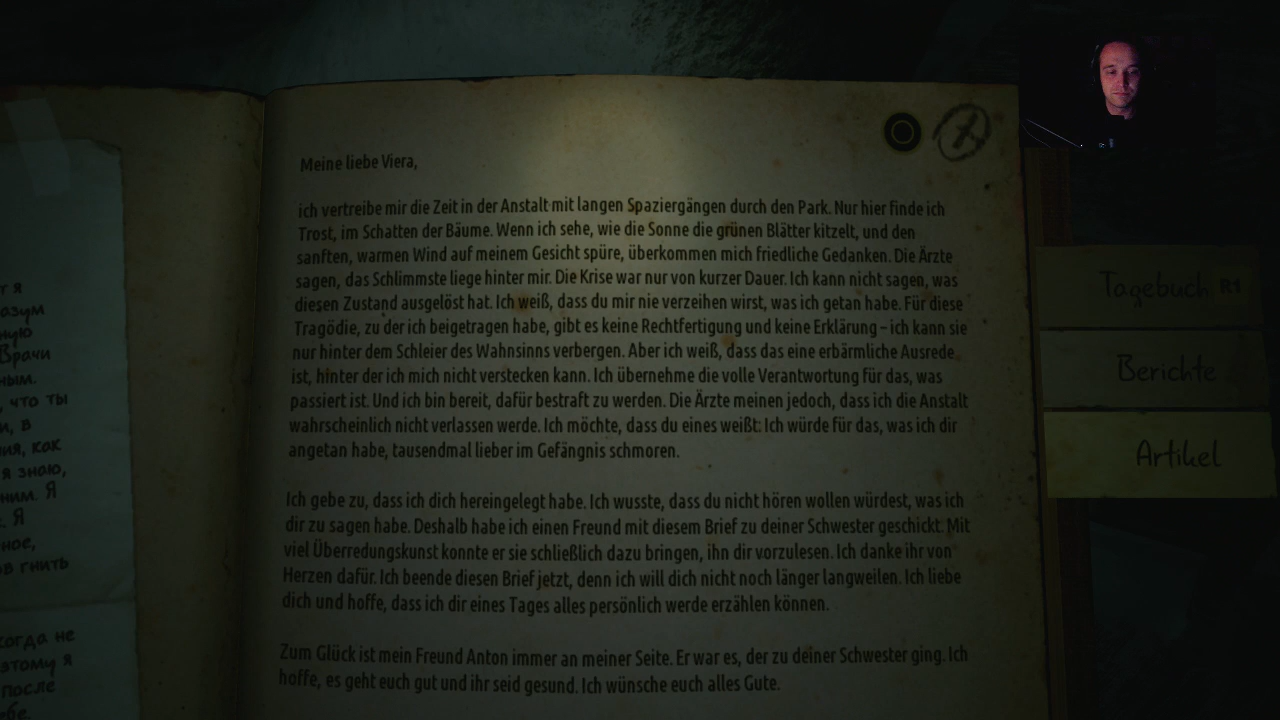 т я
азум
ную
Врачи
ным.
, что ты
и, в
ния, как
я знаю,
ним. Я
. Я
ное,
ов гнить
когда не
этому я
после
ебе.
Meine liebe Viera,
ich vertreibe mir die Zeit in der Anstalt mit langen Spaziergängen durch den Park. Nur hier finde ich
Trost, im Schatten der Bäume. Wenn ich sehe, wie die Sonne die grünen Blätter kitzelt, und den
sanften, warmen Wind auf meinem Gesicht spüre, überkommen mich friedliche Gedanken. Die Ärzte
sagen, das Schlimmste liege hinter mir. Die Krise war nur von kurzer Dauer. Ich kann nicht sagen, was
diesen Zustand ausgelöst hat. Ich weiß, dass du mir nie verzeihen wirst, was ich getan habe. Für diese
Tragödie, zu der ich beigetragen habe, gibt es keine Rechtfertigung und keine Erklärung – ich kann sie
nur hinter dem Schleier des Wahnsinns verbergen. Aber ich weiß, dass das eine erbärmliche Ausrede
ist, hinter der ich mich nicht verstecken kann. Ich übernehme die volle Verantwortung für das, was
passiert ist. Und ich bin bereit, dafür bestraft zu werden. Die Ärzte meinen jedoch, dass ich die Anstalt
wahrscheinlich nicht verlassen werde. Ich möchte, dass du eines weißt: Ich würde für das, was ich dir
angetan habe, tausendmal lieber im Gefängnis schmoren.
Ich gebe zu, dass ich dich hereingelegt habe. Ich wusste, dass du nicht hören wollen würdest, was ich
dir zu sagen habe. Deshalb habe ich einen Freund mit diesem Brief zu deiner Schwester geschickt. Mit
viel Überredungskunst konnte er sie schließlich dazu bringen, ihn dir vorzulesen. Ich danke ihr von
Herzen dafür. Ich beende diesen Brief jetzt, denn ich will dich nicht noch länger langweilen. Ich liebe
dich und hoffe, dass ich dir eines Tages alles persönlich werde erzählen können.
Zum Glück ist mein Freund Anton immer an meiner Seite. Er war es, der zu deiner Schwester ging. Ich
hoffe, es geht euch gut und ihr seid gesund. Ich wünsche euch alles Gute.
Tagebuch R1
Berichte
Artikel